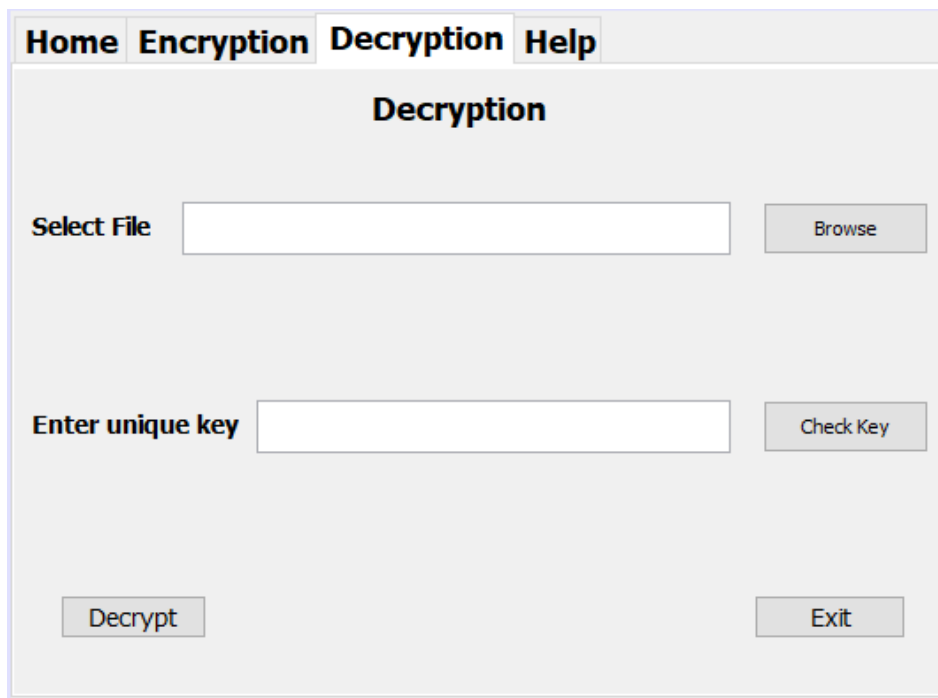 Home Encryption Decryption Help
Decryption
Select File Browse
Enter unique key Check Key
Decrypt Exit